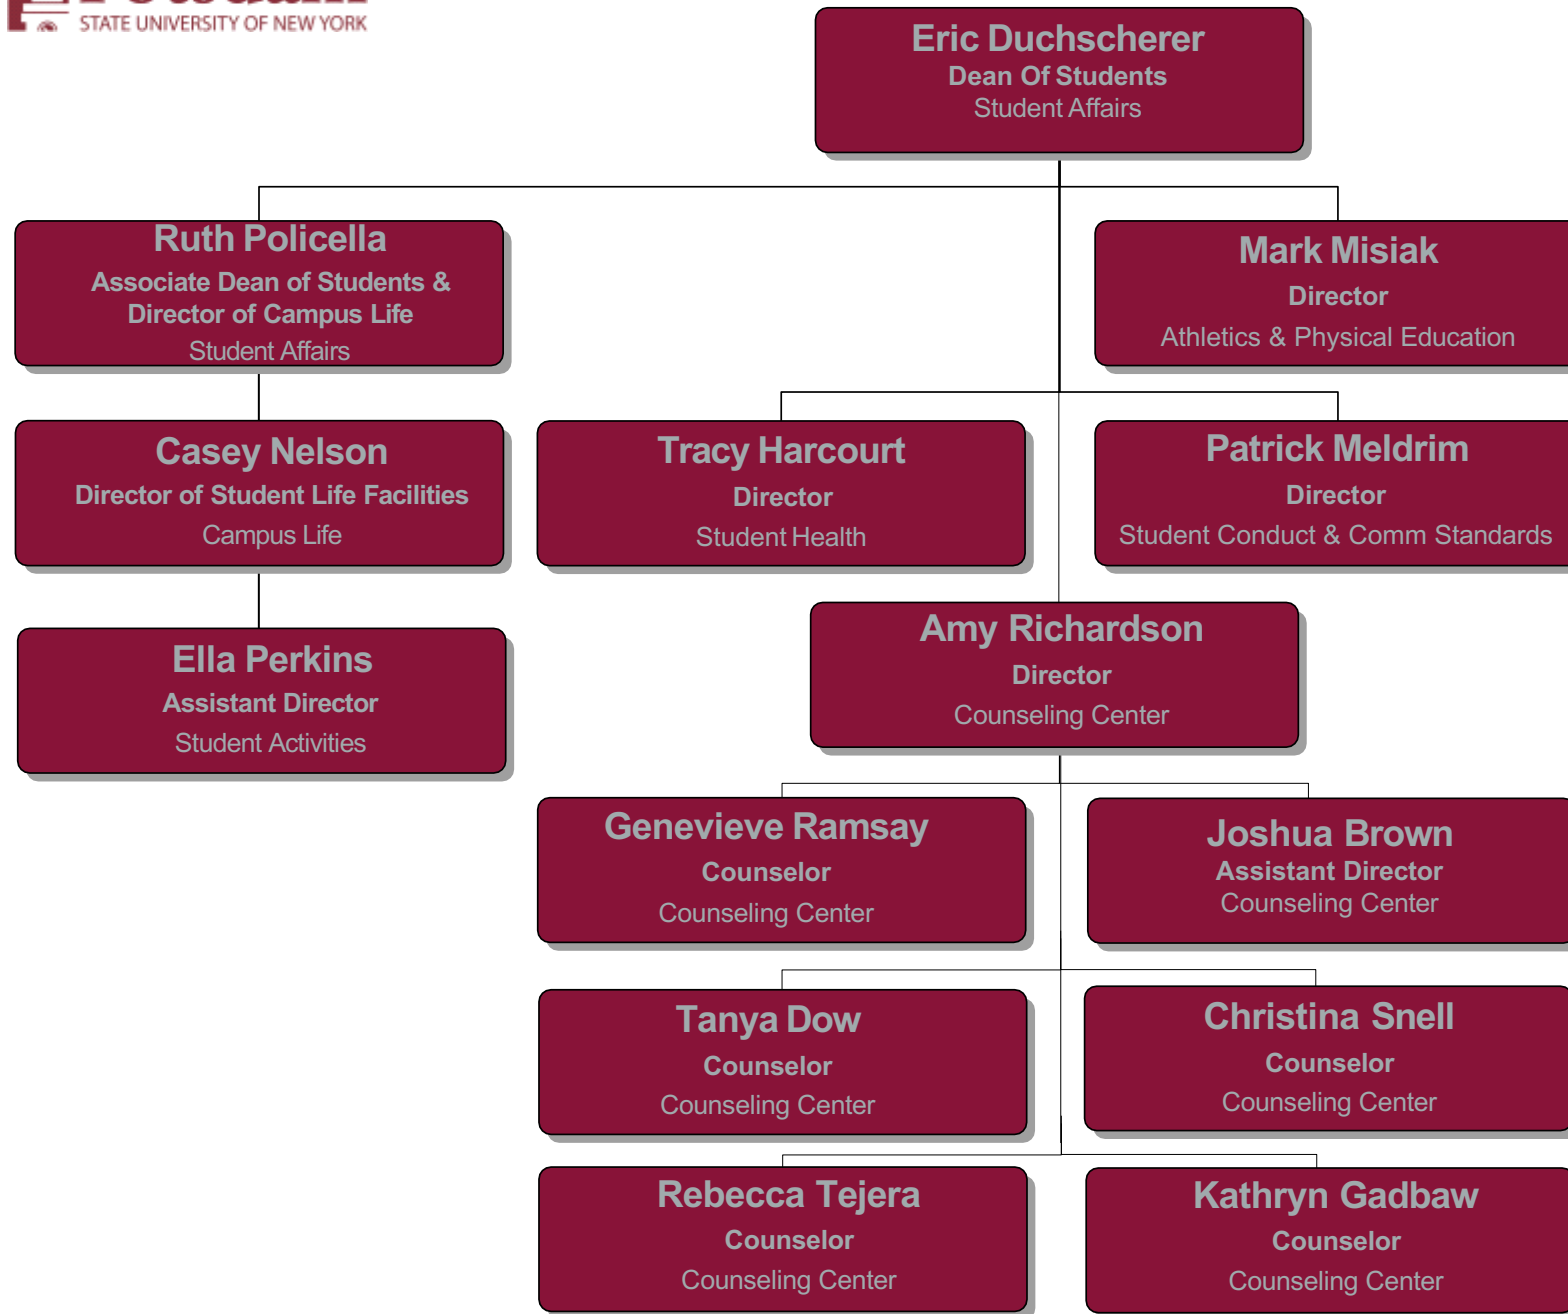 STATE UNIVERSITY OF NEW YORK
Eric Duchscherer
Dean Of Students
Student Affairs
Ruth Policella
Associate Dean of Students &
Director of Campus Life
Student Affairs
Mark Misiak
Director
Athletics & Physical Education
Casey Nelson
Director of Student Life Facilities
Campus Life
Tracy Harcourt
Director
Student Health
Patrick Meldrim
Director
Student Conduct & Comm Standards
Ella Perkins
Assistant Director
Student Activities
Amy Richardson
Director
Counseling Center
Genevieve Ramsay
Counselor
Counseling Center
Joshua Brown
Assistant Director
Counseling Center
Tanya Dow
Counselor
Counseling Center
Christina Snell
Counselor
Counseling Center
Rebecca Tejera
Counselor
Counseling Center
Kathryn Gadbaw
Counselor
Counseling Center